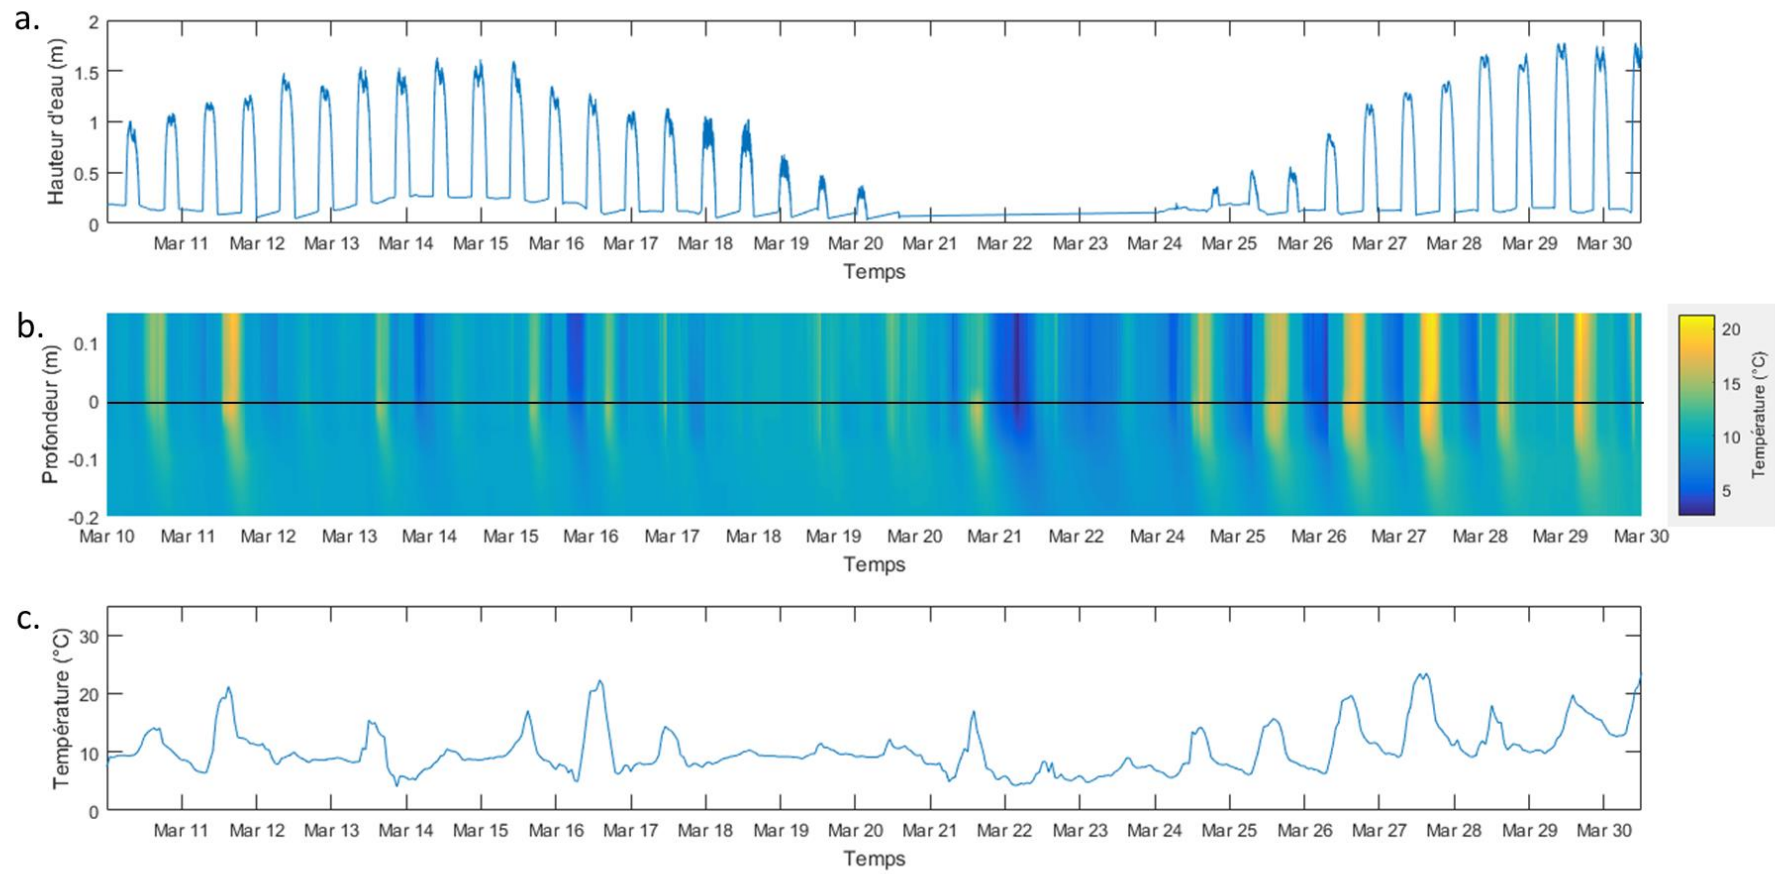 a.
Hauteur d'eau (m)
2
1.5
1
0.5
0
Mar 11 Mar 12 Mar 13 Mar 14 Mar 15 Mar 16 Mar 17 Mar 18 Mar 19 Mar 20 Mar 21 Mar 22 Mar 23 Mar 24 Mar 25 Mar 26 Mar 27 Mar 28 Mar 29 Mar 30
Temps
b.
Profondeur (m)
0.1
0
-0.1
-0.2
Mar 10 Mar 11 Mar 12 Mar 13 Mar 14 Mar 15 Mar 16 Mar 17 Mar 18 Mar 19 Mar 20 Mar 21 Mar 22 Mar 24 Mar 25 Mar 26 Mar 27 Mar 28 Mar 29 Mar 30
Temps
20
15
10
5
Température (°C)
c.
Température (°C)
30
20
10
0
Mar 11 Mar 12 Mar 13 Mar 14 Mar 15 Mar 16 Mar 17 Mar 18 Mar 19 Mar 20 Mar 21 Mar 22 Mar 23 Mar 24 Mar 25 Mar 26 Mar 27 Mar 28 Mar 29 Mar 30
Temps